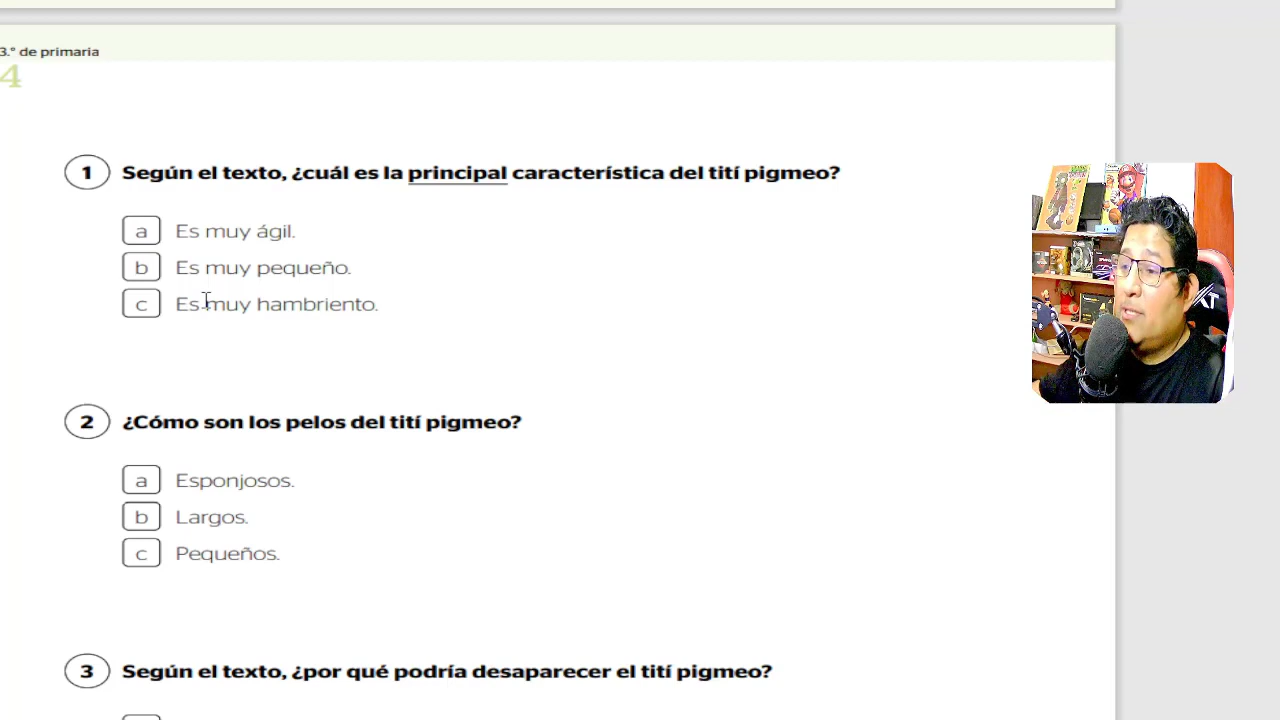 3.° de primaria
4
1 Según el texto, ¿cuál es la principal característica del tití pigmeo?
a Es muy ágil.
b Es muy pequeño.
c Es muy hambriento.
2 ¿Cómo son los pelos del tití pigmeo?
a Esponjosos.
b Largos.
c Pequeños.
3 Según el texto, ¿por qué podría desaparecer el tití pigmeo?